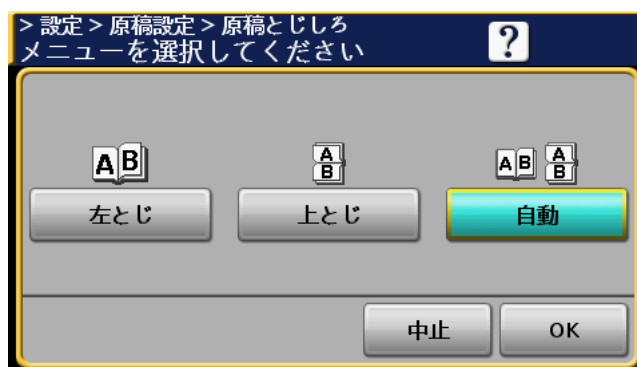 > 設定 > 原稿設定 > 原稿とじしろ
メニューを選択してください
?
AB
A
B
AB
A
B
左とじ
上とじ
自動
中止
OK